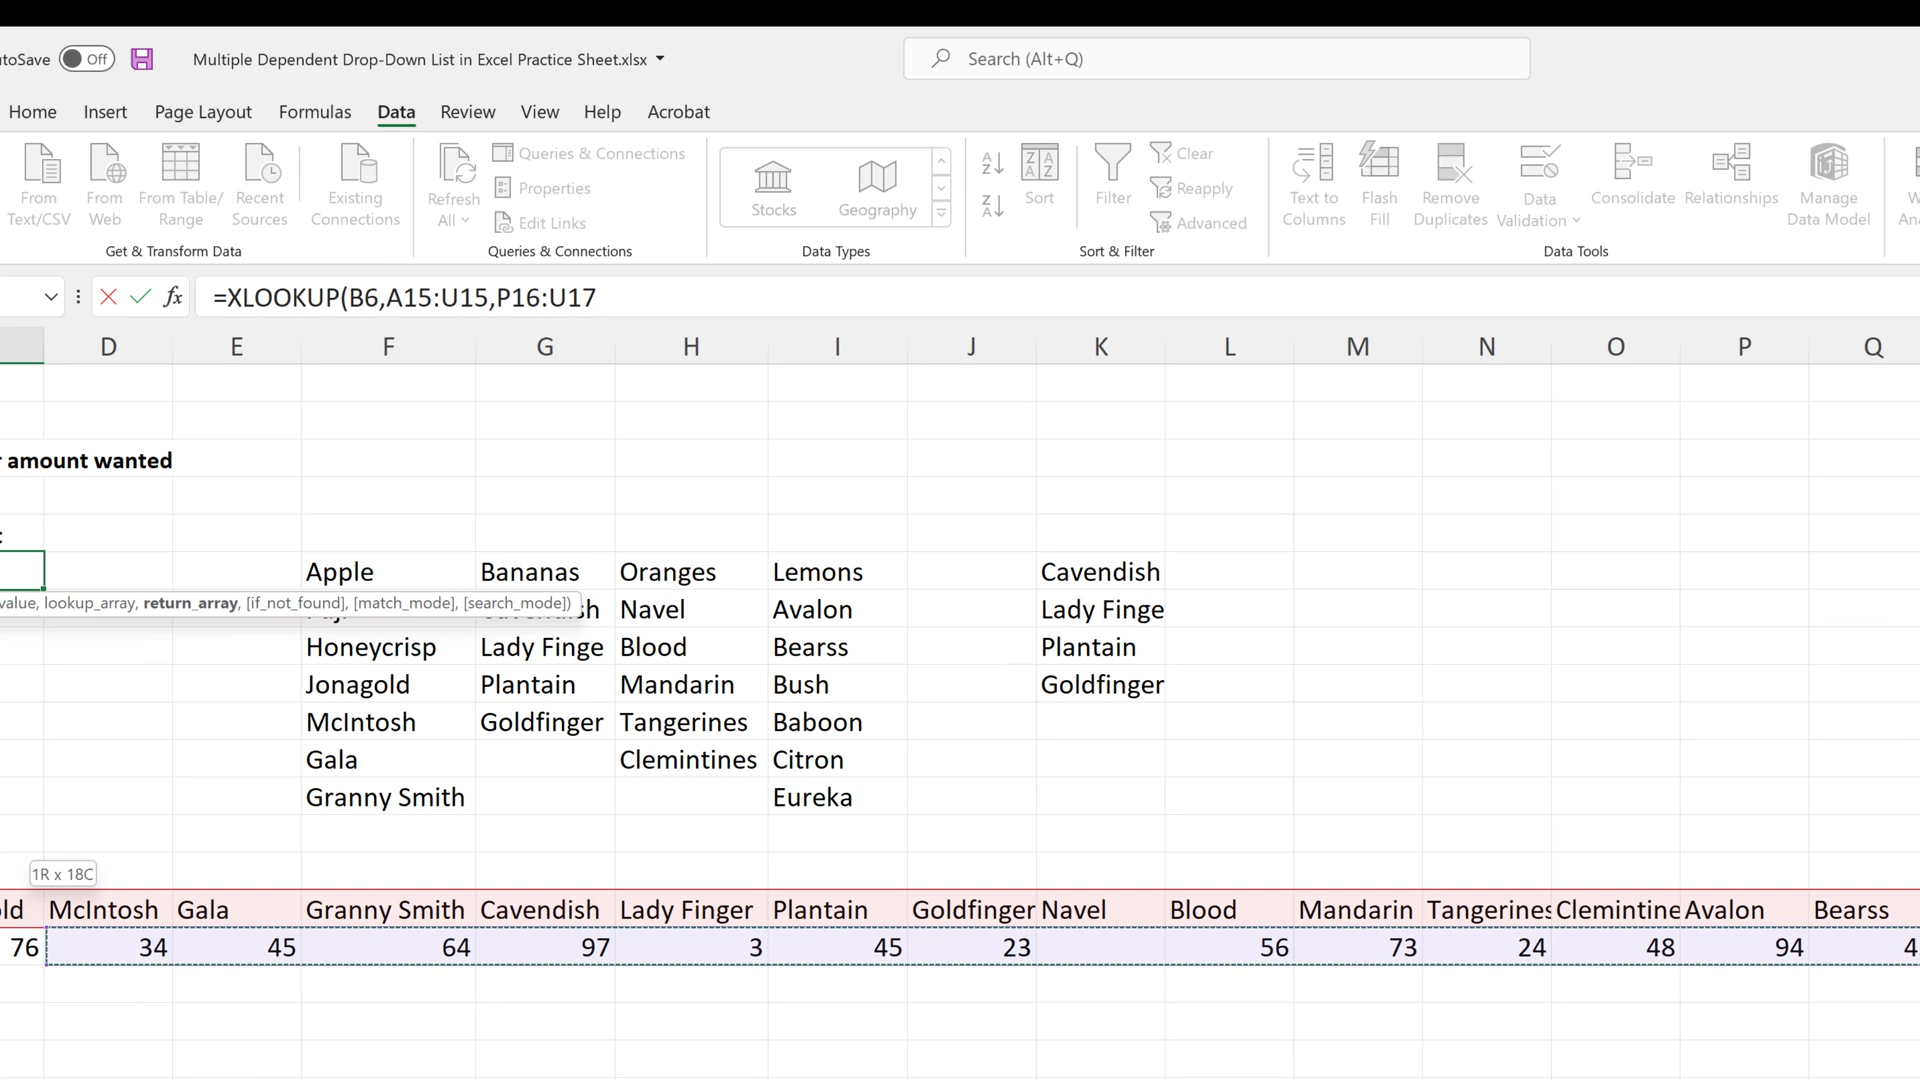 utoSave Off Multiple Dependent Drop-Down List in Excel Practice Sheet.xlsx Search (Alt+Q)
Home Insert Page Layout Formulas Data Review View Help Acrobat
From Text/CSV
From Web
From Table/ Range
Recent Sources
Existing Connections
Get & Transform Data
Refresh All
Queries & Connections
Properties
Edit Links
Queries & Connections
Stocks
Geography
Data Types
Sort
Filter
Clear
Reapply
Advanced
Sort & Filter
Text to Columns
Flash Fill
Remove Duplicates
Data Validation
Consolidate
Relationships
Manage Data Model
Data Tools
fx =XLOOKUP(B6,A15:U15,P16:U17
D E F G H I J K L M N O P Q
amount wanted
Apple Bananas Oranges Lemons Cavendish
value, lookup_array, return_array, [if_not_found], [match_mode], [search_mode])
Navel Avalon Lady Finge
Honeycrisp Lady Finge Blood Bearss Plantain
Jonagold Plantain Mandarin Bush Goldfinger
McIntosh Goldfinger Tangerines Baboon
Gala Clemintines Citron
Granny Smith Eureka
1R x 18C
ld McIntosh Gala Granny Smith Cavendish Lady Finger Plantain Goldfinger Navel Blood Mandarin Tangerines Clemintine Avalon Bearss
76 34 45 64 97 3 45 23 56 73 24 48 94 4